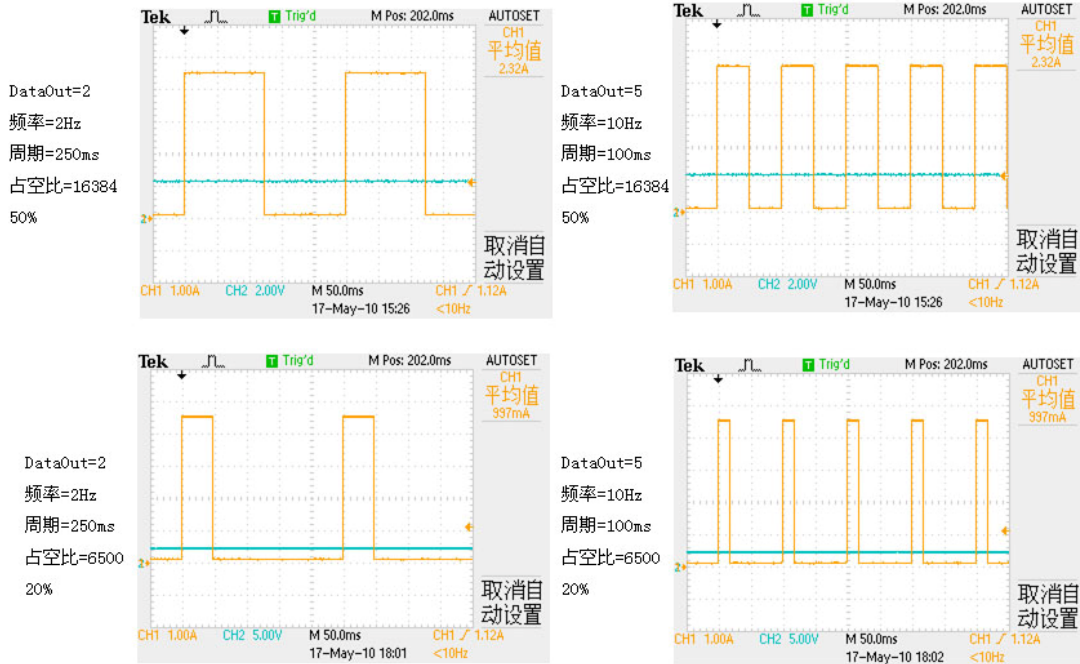 Tek T Trig'd M Pos: 202.0ms AUTOSET
CH1
平均值
2.32A
DataOut=2
频率=2Hz
周期=250ms
占空比=16384
50%
2
取消自
动设置
CH1 1.00A CH2 2.00V M 50.0ms CH1 1.12A
17-May-10 15:26 <10Hz
Tek T Trig'd M Pos: 202.0ms AUTOSET
CH1
平均值
2.32A
DataOut=5
频率=10Hz
周期=100ms
占空比=16384
50%
2
取消自
动设置
CH1 1.00A CH2 2.00V M 50.0ms CH1 1.12A
17-May-10 15:26 <10Hz
Tek T Trig'd M Pos: 202.0ms AUTOSET
CH1
平均值
997mA
DataOut=2
频率=2Hz
周期=250ms
占空比=6500
20%
2
取消自
动设置
CH1 1.00A CH2 5.00V M 50.0ms CH1 1.12A
17-May-10 18:01 <10Hz
Tek T Trig'd M Pos: 202.0ms AUTOSET
CH1
平均值
997mA
DataOut=5
频率=10Hz
周期=100ms
占空比=6500
20%
2
取消自
动设置
CH1 1.00A CH2 5.00V M 50.0ms CH1 1.12A
17-May-10 18:02 <10Hz